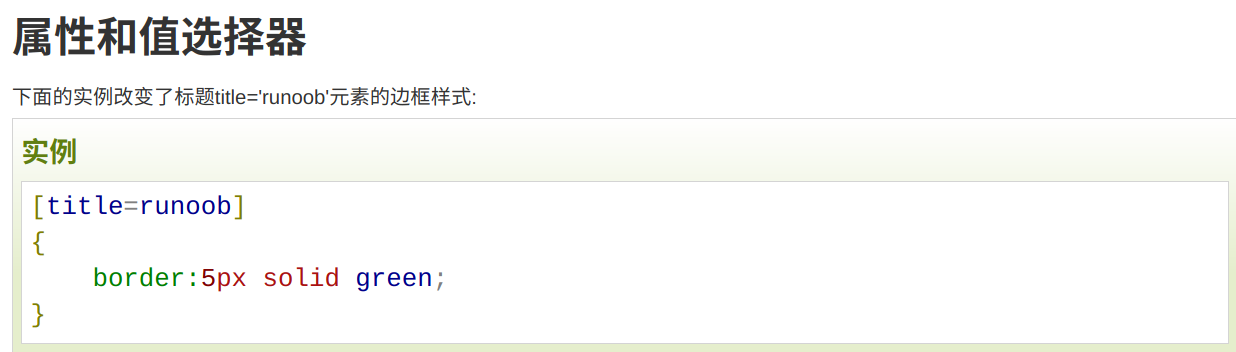 属性和值选择器
下面的实例改变了标题title='runoob'元素的边框样式:
实例
[title=runoob]
{
    border:5px solid green;
}